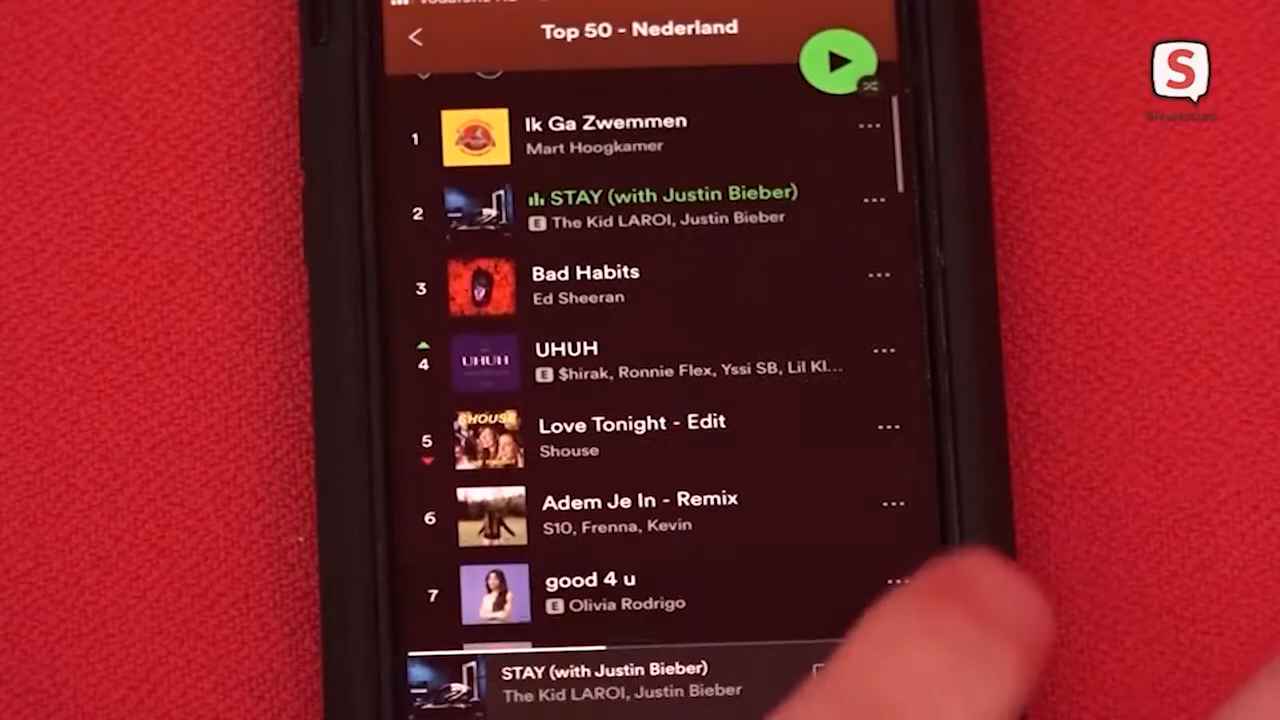 Top 50 - Nederland
S
1
Ik Ga Zwemmen
Mart Hoogkamer
2
STAY (with Justin Bieber)
E The Kid LAROI, Justin Bieber
3
Bad Habits
Ed Sheeran
4
UHUH
UHUH
E $hirak, Ronnie Flex, Yssi SB, Lil Kl...
SHOUSE
5
Love Tonight - Edit
Shouse
6
Adem Je In - Remix
S10, Frenna, Kevin
7
good 4 u
E Olivia Rodrigo
STAY (with Justin Bieber)
The Kid LAROI, Justin Bieber